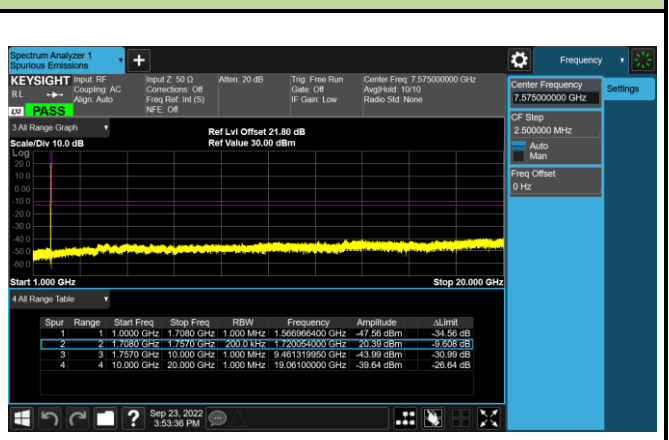 Spectrum Analyzer 1
Spurious Emissions
Frequency
KEYSIGHT Input: RF
Coupling: AC
Align: Auto
RL
LXI PASS
Input Z: 50 Ω
Corrections: Off
Freq Ref: Int (S)
NFE: Off
Atten: 20 dB
Trig: Free Run
Gate: Off
IF Gain: Low
Center Freq: 7.575000000 GHz
Avg|Hold: 10/10
Radio Std: None
Center Frequency
7.575000000 GHz
Settings
CF Step
2.500000 MHz
Auto
Man
Freq Offset
0 Hz
3 All Range Graph
Scale/Div 10.0 dB
Ref Lvl Offset 21.80 dB
Ref Value 30.00 dBm
Log
20.0
10.0
0.00
-10.0
-20.0
-30.0
-40.0
-50.0
-60.0
Start 1.000 GHz
Stop 20.000 GHz
4 All Range Table
Spur Range Start Freq Stop Freq RBW Frequency Amplitude ΔLimit
1 1 1.0000 GHz 1.7080 GHz 1.000 MHz 1.566966400 GHz -47.56 dBm -34.56 dB
2 2 1.7080 GHz 1.7570 GHz 200.0 kHz 1.720054000 GHz 20.39 dBm -9.608 dB
3 3 1.7570 GHz 10.000 GHz 1.000 MHz 9.461319950 GHz -43.99 dBm -30.99 dB
4 4 10.000 GHz 20.000 GHz 1.000 MHz 19.06100000 GHz -39.64 dBm -26.64 dB
?
Sep 23, 2022
3:53:36 PM